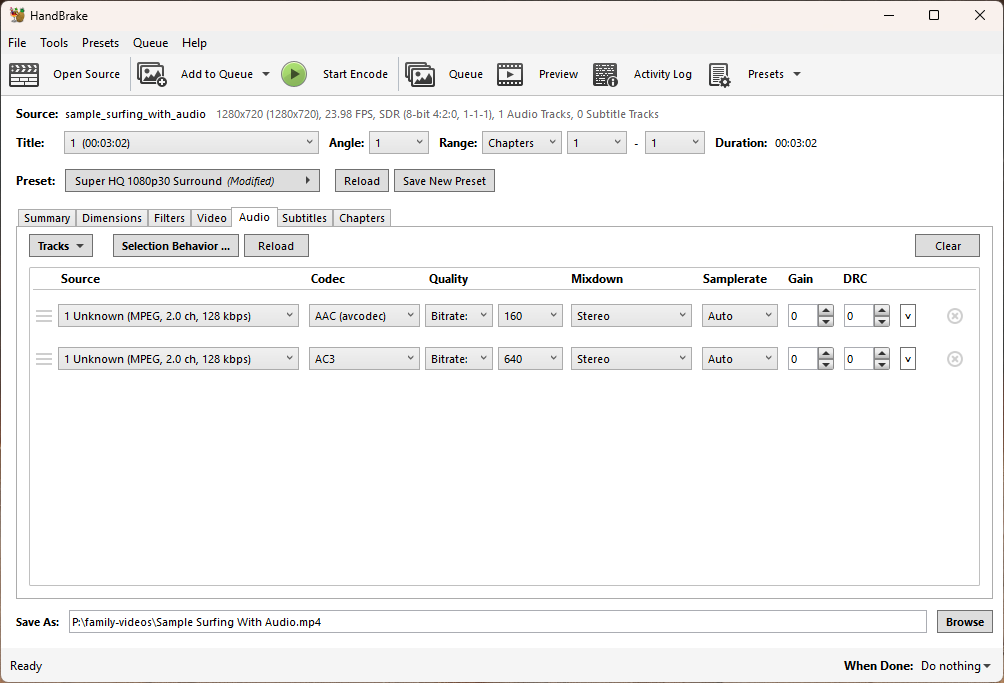 HandBrake
File Tools Presets Queue Help
Open Source Add to Queue Start Encode Queue Preview Activity Log Presets
Source: sample_surfing_with_audio 1280x720 (1280x720), 23.98 FPS, SDR (8-bit 4:2:0, 1-1-1), 1 Audio Tracks, 0 Subtitle Tracks
Title: 1 (00:03:02) Angle: 1 Range: Chapters 1 - 1 Duration: 00:03:02
Preset: Super HQ 1080p30 Surround (Modified) Reload Save New Preset
Summary Dimensions Filters Video Audio Subtitles Chapters
Tracks Selection Behavior ... Reload Clear
Source Codec Quality Mixdown Samplerate Gain DRC
1 Unknown (MPEG, 2.0 ch, 128 kbps) AAC (avcodec) Bitrate: 160 Stereo Auto 0 0 v
1 Unknown (MPEG, 2.0 ch, 128 kbps) AC3 Bitrate: 640 Stereo Auto 0 0 v
Save As: P:\family-videos\Sample Surfing With Audio.mp4 Browse
Ready When Done: Do nothing